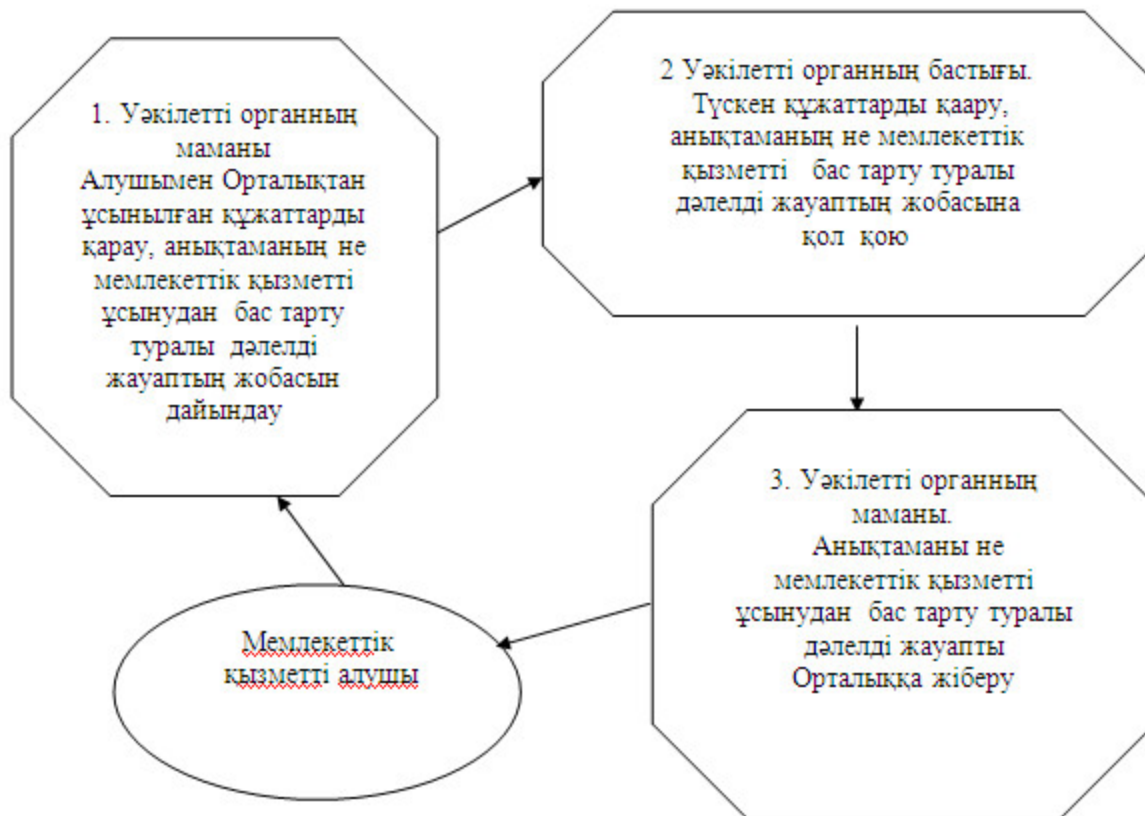 1. Уәкілетті органның
маманы
Алушымен Орталықтан
ұсынылған құжаттарды
қарау, анықтаманың не
мемлекеттік қызметті
ұсынудан бас тарту
туралы дәлелді
жауаптың жобасын
дайындау
2 Уәкілетті органның бастығы.
Түскен құжаттарды қаару,
анықтаманың не мемлекеттік
қызметті бас тарту туралы
дәлелді жауаптың жобасына
қол қою
3. Уәкілетті органның
маманы.
Анықтаманы не
мемлекеттік қызметті
ұсынудан бас тарту туралы
дәлелді жауапты
Орталыққа жіберу
Мемлекеттік
қызметті алушы